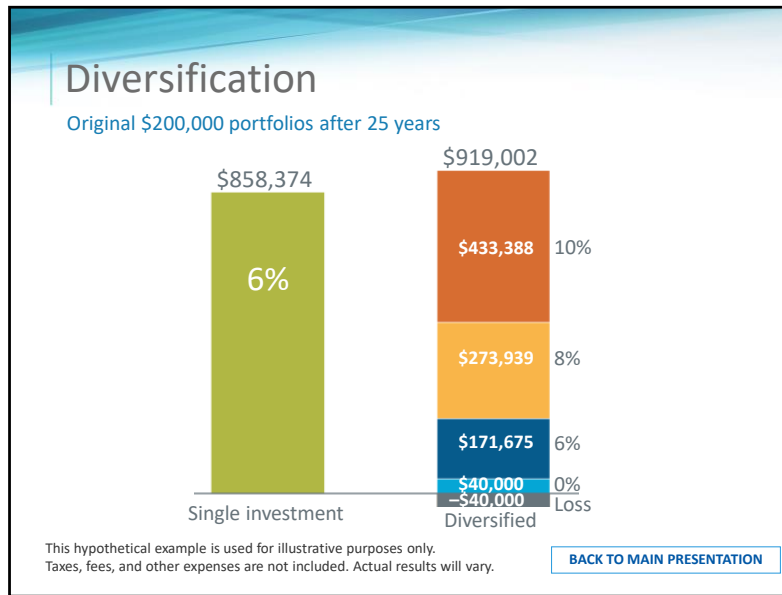 Diversification
Original $200,000 portfolios after 25 years
$858,374
$919,002
6%
$433,388
10%
$273,939
8%
$171,675
6%
$40,000
0%
–$40,000
Loss
Single investment
Diversified
This hypothetical example is used for illustrative purposes only.
Taxes, fees, and other expenses are not included. Actual results will vary.
BACK TO MAIN PRESENTATION